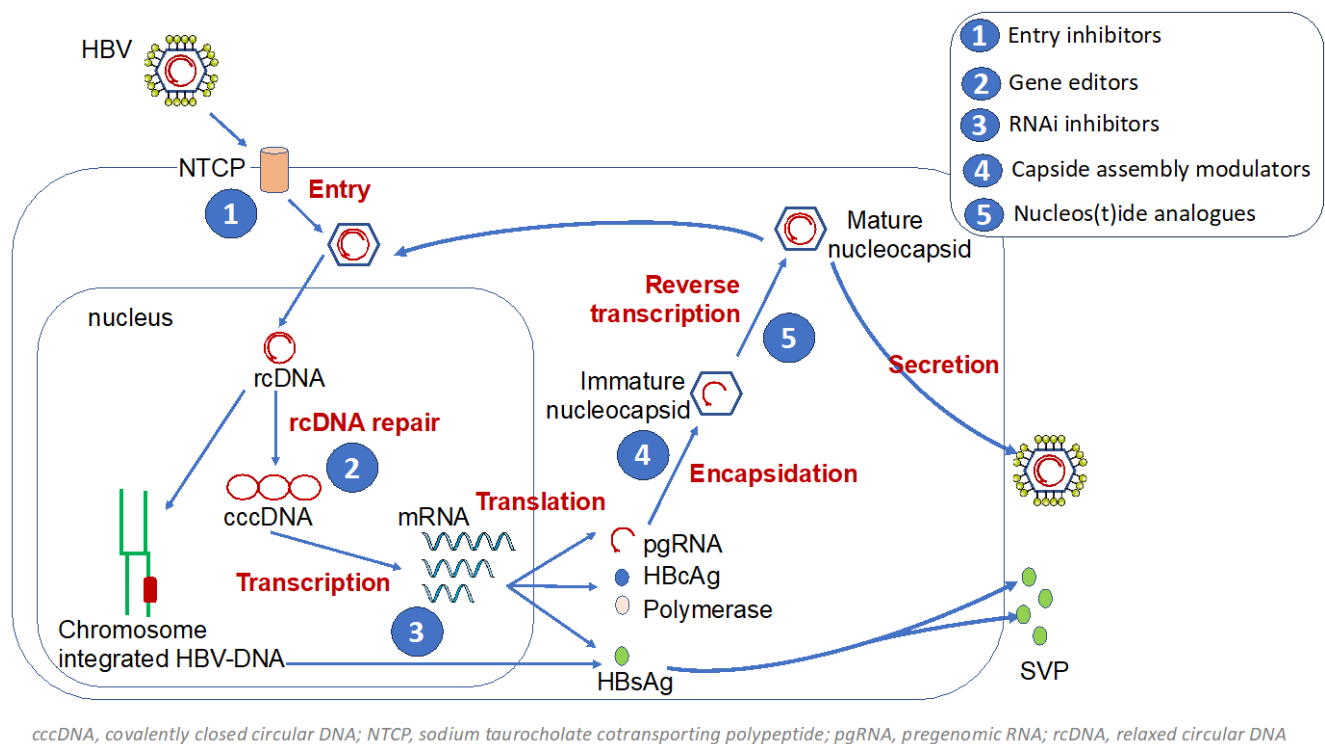 HBV
1 Entry inhibitors
2 Gene editors
3 RNAi inhibitors
4 Capside assembly modulators
5 Nucleos(t)ide analogues
NTCP
1
Entry
Mature
nucleocapsid
Reverse
transcription
5
nucleus
rcDNA
rcDNA repair
2
Immature
nucleocapsid
4
Secretion
Encapsidation
cccDNA
mRNA
Translation
Transcription
3
pgRNA
HBcAg
Polymerase
Chromosome
integrated HBV-DNA
HBsAg
SVP
cccDNA, covalently closed circular DNA; NTCP, sodium taurocholate cotransporting polypeptide; pgRNA, pregenomic RNA; rcDNA, relaxed circular DNA